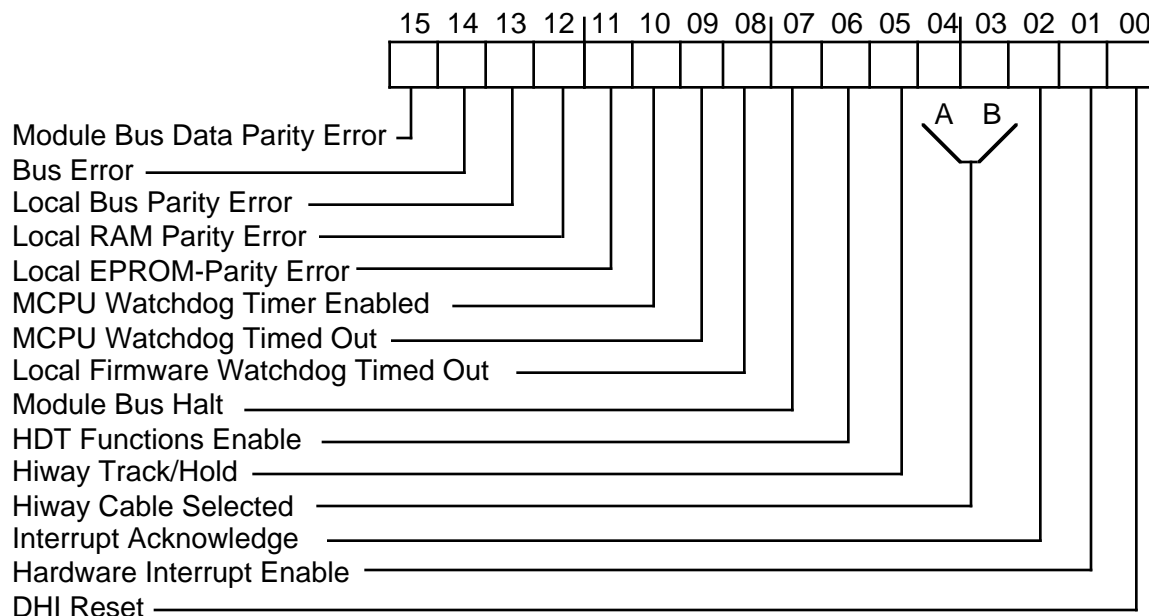 15 14 13 12 11 10 09 08 07 06 05 04 03 02 01 00
A B
Module Bus Data Parity Error
Bus Error
Local Bus Parity Error
Local RAM Parity Error
Local EPROM-Parity Error
MCPU Watchdog Timer Enabled
MCPU Watchdog Timed Out
Local Firmware Watchdog Timed Out
Module Bus Halt
HDT Functions Enable
Hiway Track/Hold
Hiway Cable Selected
Interrupt Acknowledge
Hardware Interrupt Enable
DHI Reset